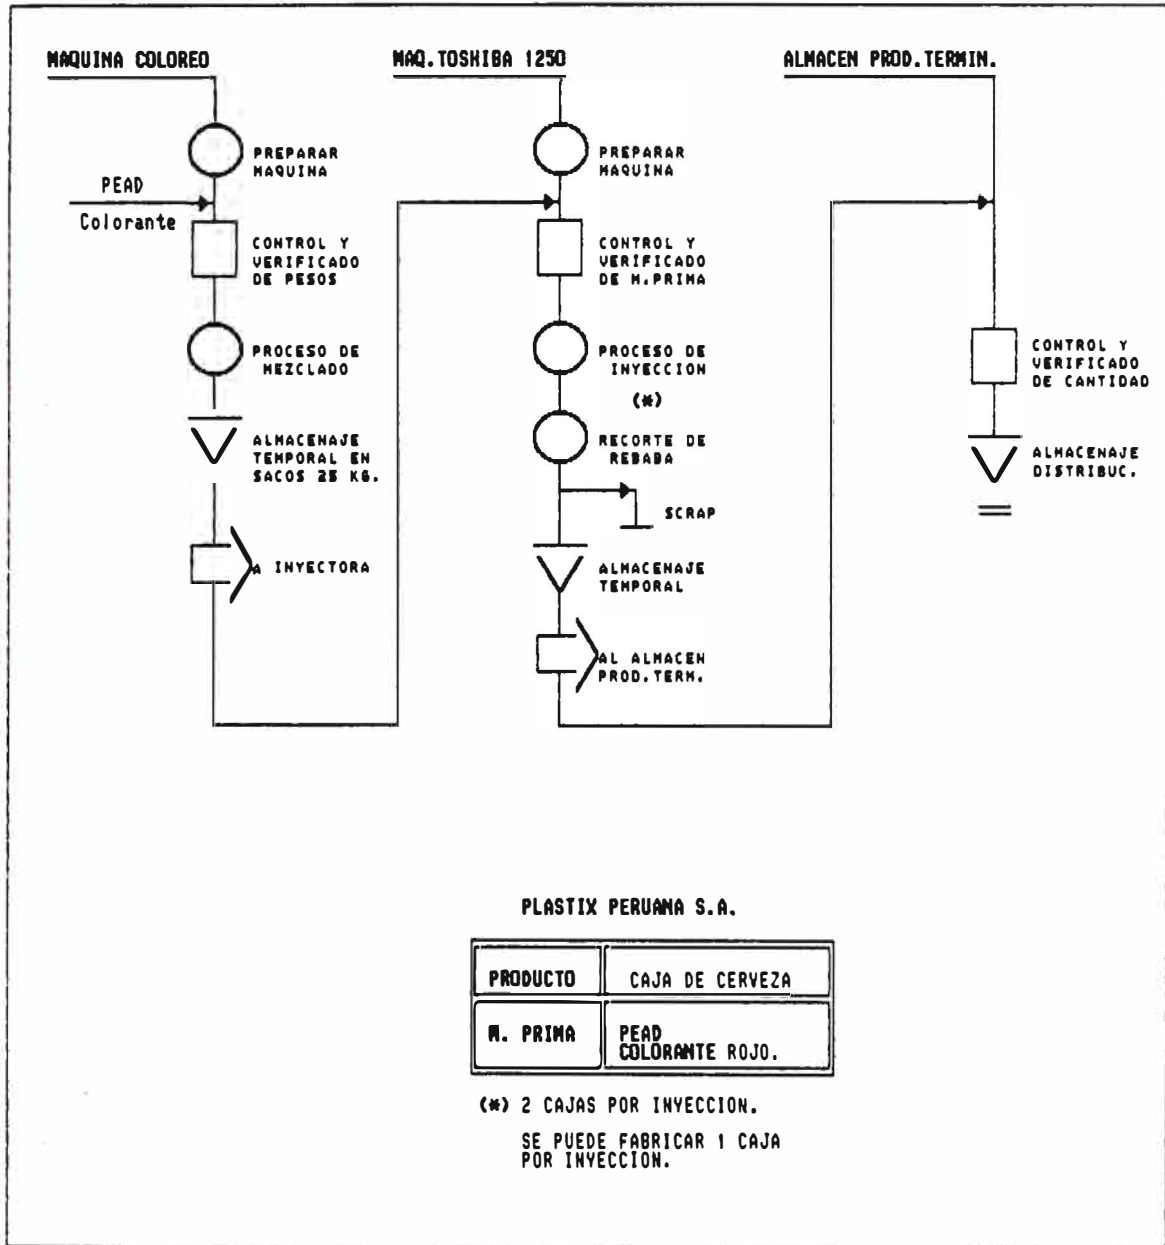 MAQUINA COLOREO
PREPARAR
MAQUINA
PEAD
Colorante
CONTROL Y
VERIFICADO
DE PESOS
PROCESO DE
MEZCLADO
ALMACENAJE
TEMPORAL EN
SACOS 25 KG.
A INYECTORA
MAQ.TOSHIBA 1250
PREPARAR
MAQUINA
CONTROL Y
VERIFICADO
DE M.PRIMA
PROCESO DE
INYECCION
(*)
RECORTE DE
REBABA
SCRAP
ALMACENAJE
TEMPORAL
AL ALMACEN
PROD.TERM.
ALMACEN PROD.TERMIN.
CONTROL Y
VERIFICADO
DE CANTIDAD
ALMACENAJE
DISTRIBUC.
PLASTIX PERUANA S.A.
PRODUCTO CAJA DE CERVEZA
M. PRIMA PEAD
COLORANTE ROJO.
(*) 2 CAJAS POR INYECCION.
SE PUEDE FABRICAR 1 CAJA
POR INYECCION.